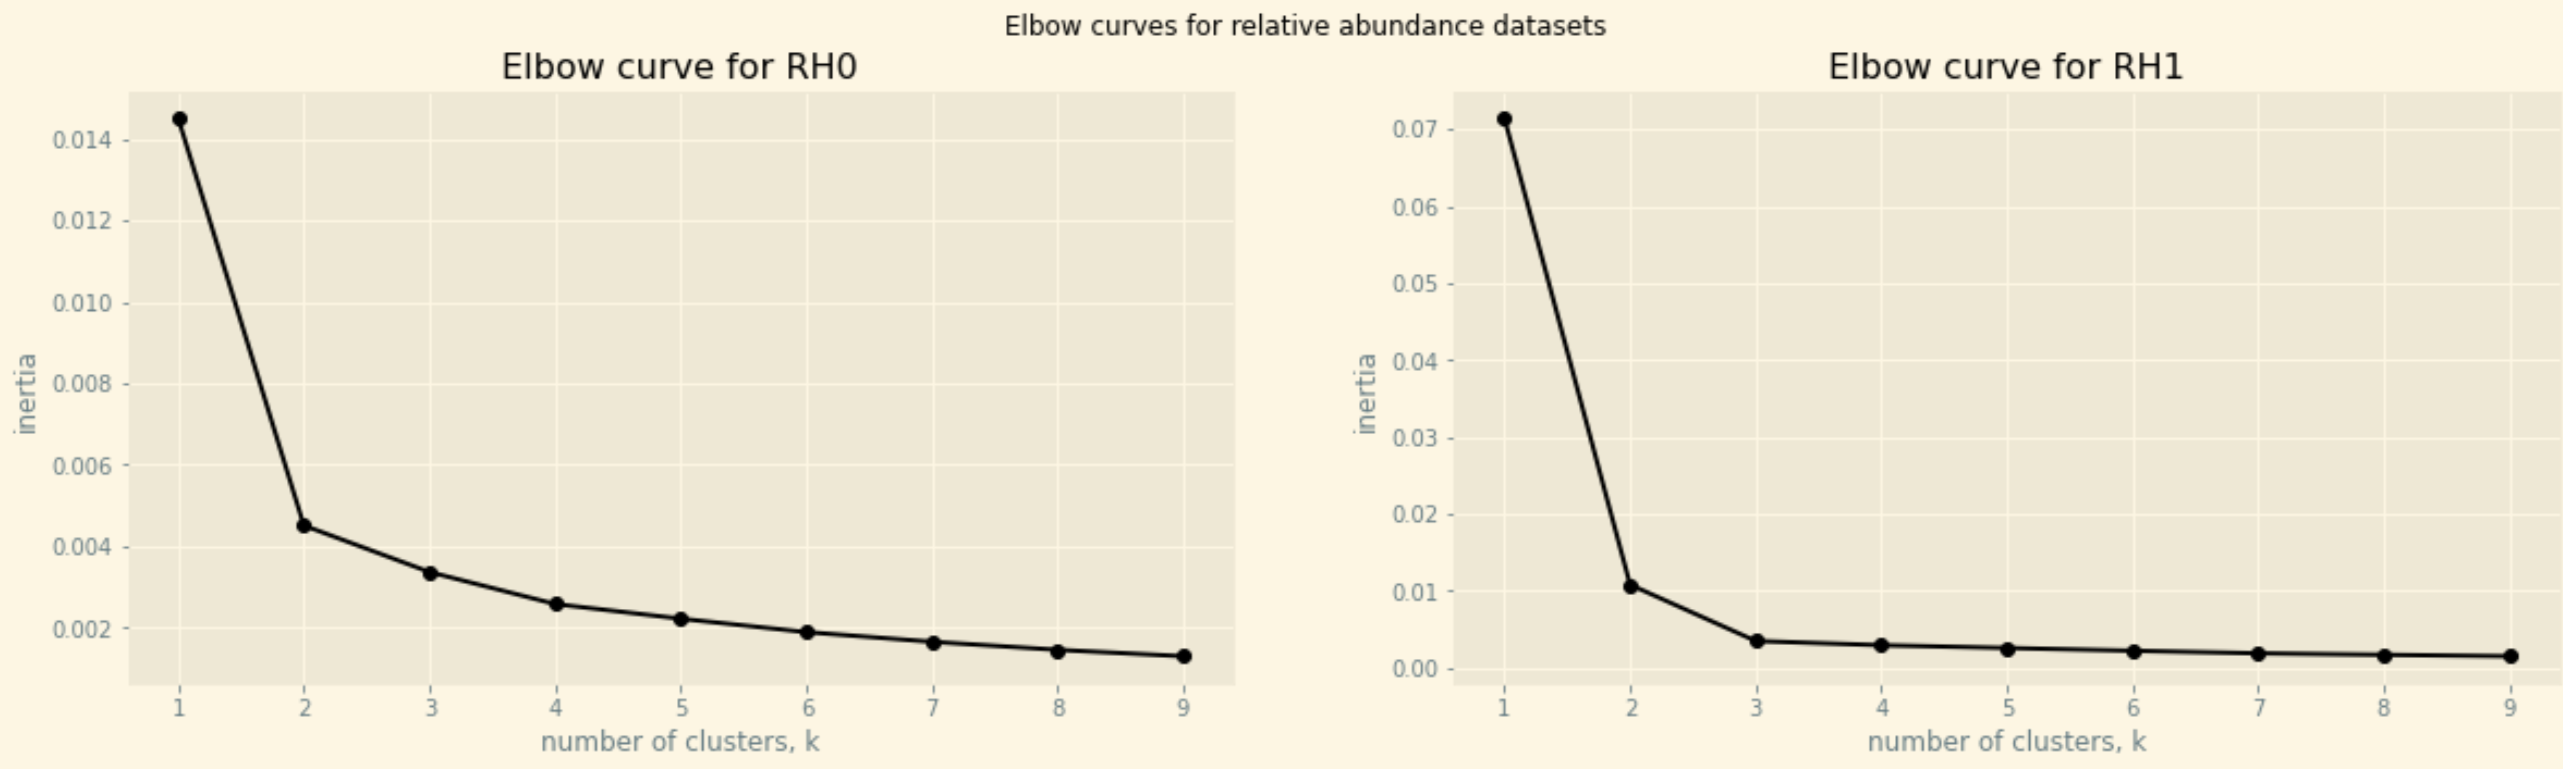 Elbow curves for relative abundance datasets
Elbow curve for RH0
0.014
0.012
0.010
0.008
0.006
0.004
0.002
inertia
1 2 3 4 5 6 7 8 9
number of clusters, k
Elbow curve for RH1
0.07
0.06
0.05
0.04
0.03
0.02
0.01
0.00
inertia
1 2 3 4 5 6 7 8 9
number of clusters, k